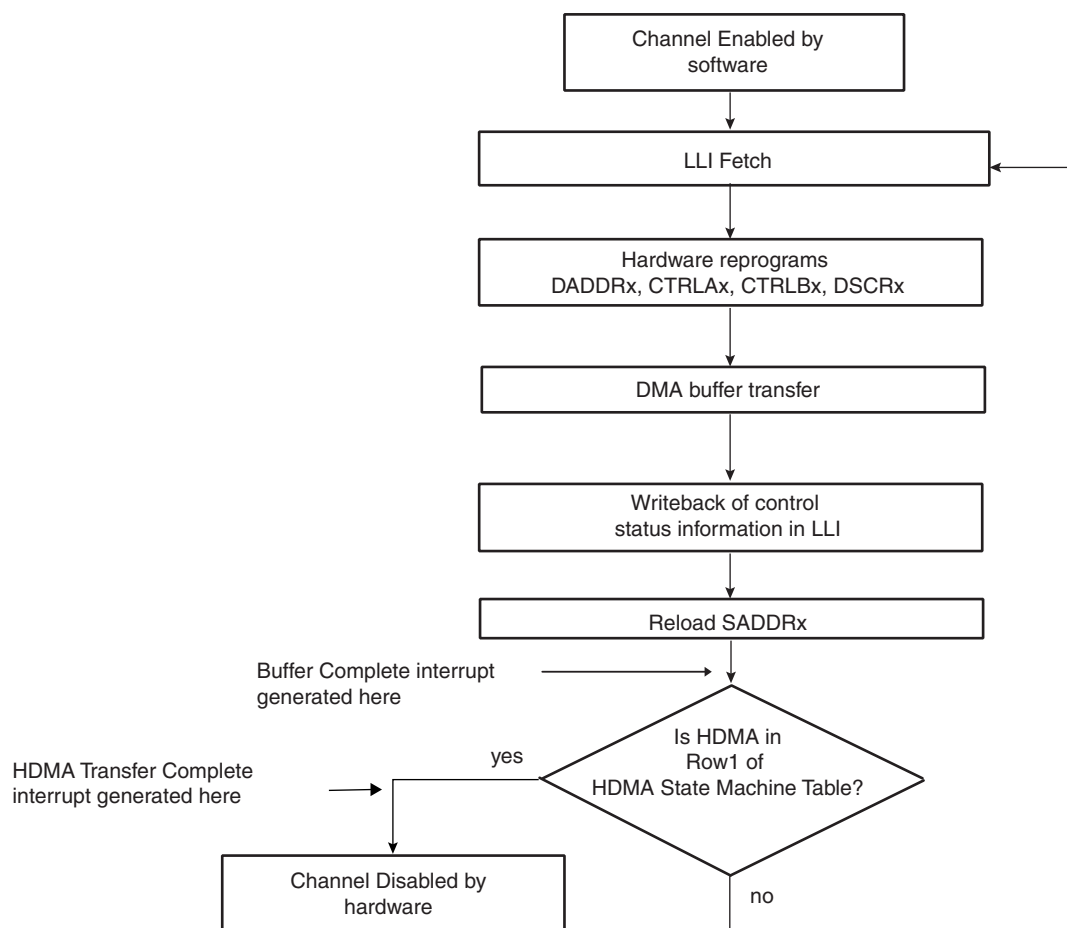 Channel Enabled by
software
LLI Fetch
Hardware reprograms
DADDRx, CTRLAx, CTRLBx, DSCRx
DMA buffer transfer
Writeback of control
status information in LLI
Reload SADDRx
Buffer Complete interrupt
generated here
Is HDMA in
Row1 of
HDMA State Machine Table?
yes
HDMA Transfer Complete
interrupt generated here
Channel Disabled by
hardware
no